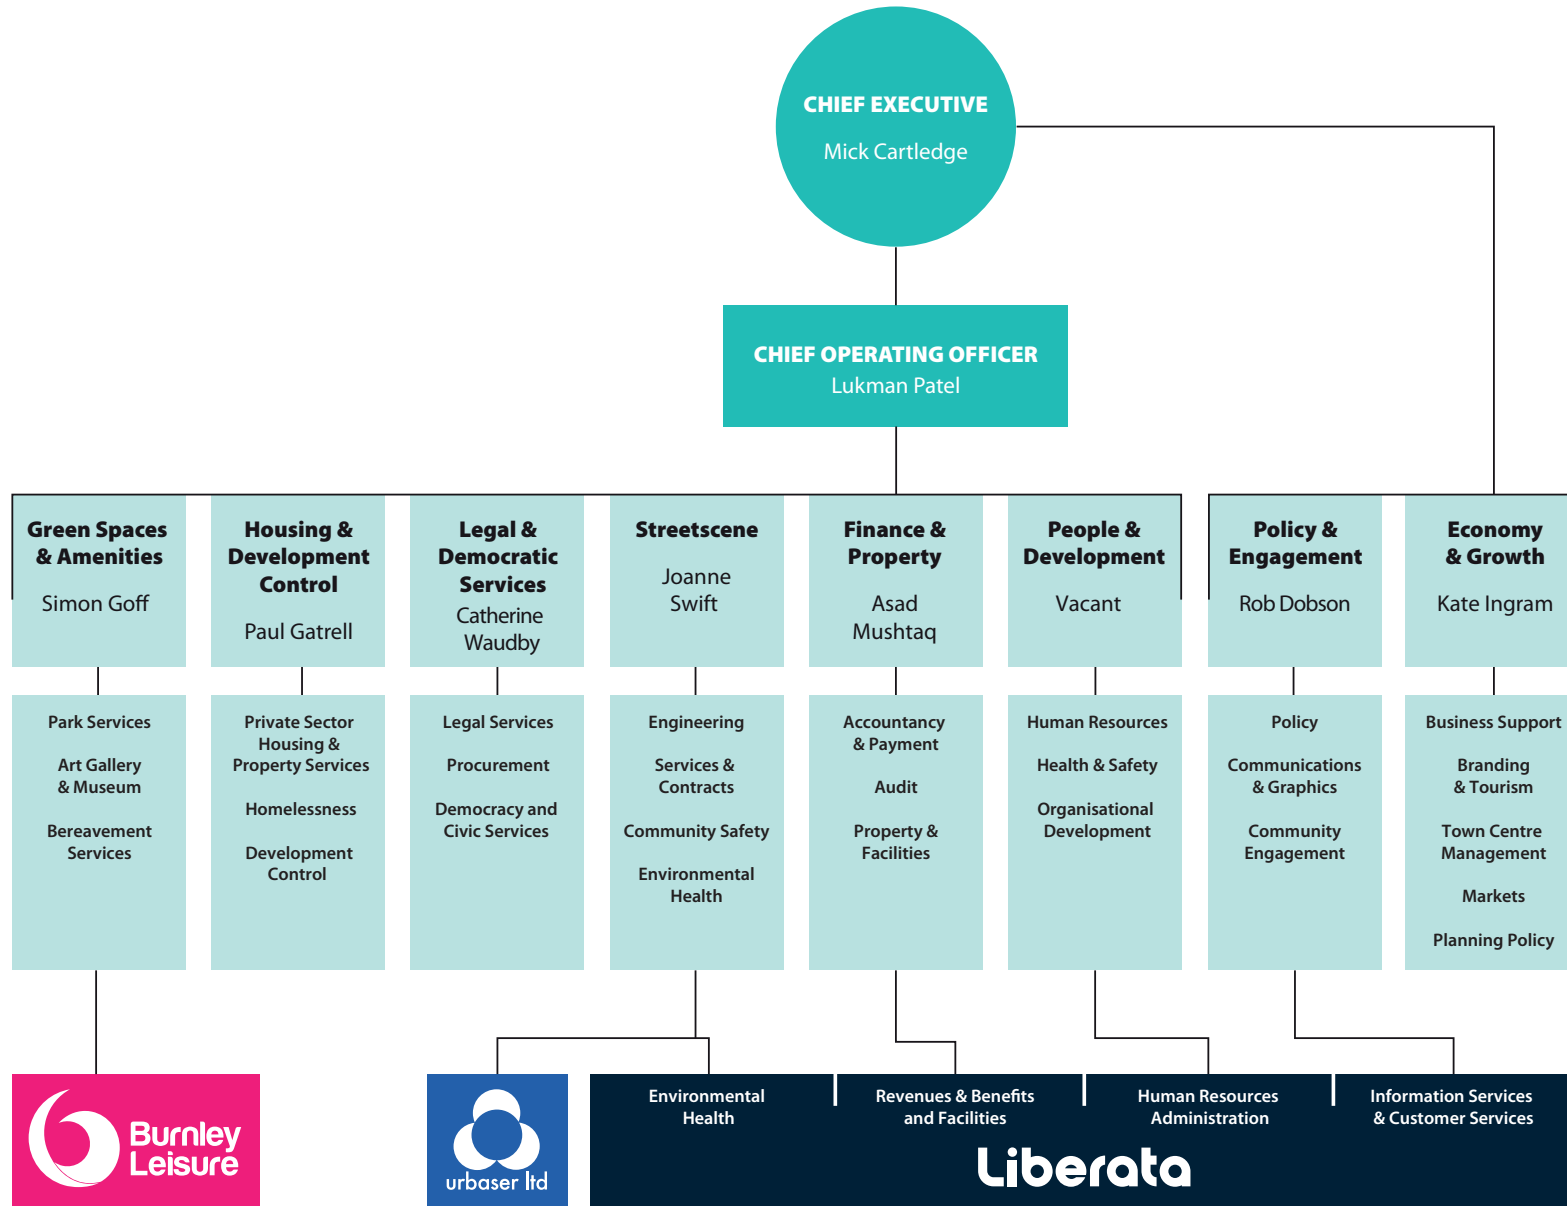 CHIEF EXECUTIVE
Mick Cartledge
CHIEF OPERATING OFFICER
Lukman Patel
Green Spaces
& Amenities
Simon Goff
Housing &
Development
Control
Paul Gatrell
Legal &
Democratic
Services
Catherine
Waudby
Streetscene
Joanne
Swift
Finance &
Property
Asad
Mushtaq
People &
Development
Vacant
Policy &
Engagement
Rob Dobson
Economy
& Growth
Kate Ingram
Park Services
Art Gallery
& Museum
Bereavement
Services
Private Sector
Housing &
Property Services
Homelessness
Development
Control
Legal Services
Procurement
Democracy and
Civic Services
Engineering
Services &
Contracts
Community Safety
Environmental
Health
Accountancy
& Payment
Audit
Property &
Facilities
Human Resources
Health & Safety
Organisational
Development
Policy
Communications
& Graphics
Community
Engagement
Business Support
Branding
& Tourism
Town Centre
Management
Markets
Planning Policy
Burnley
Leisure
urbaser ltd
Environmental
Health
Revenues & Benefits
and Facilities
Human Resources
Administration
Information Services
& Customer Services
Liberata